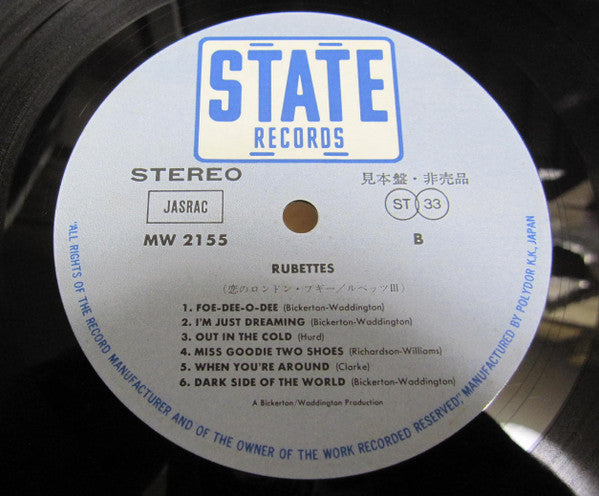 STATE
RECORDS
STEREO
見本盤・非売品
JASRAC
ST 33
MW 2155
B
RUBETTES
(恋のロンドン・ブギー/ルベッツIII)
1. FOE-DEE-O-DEE (Bickerton-Waddington)
2. I'M JUST DREAMING (Bickerton-Waddington)
3. OUT IN THE COLD (Hurd)
4. MISS GOODIE TWO SHOES (Richardson-Williams)
5. WHEN YOU'RE AROUND (Clarke)
6. DARK SIDE OF THE WORLD (Bickerton-Waddington)
A Bickerton/Waddington Production
"ALL RIGHTS OF THE RECORD MANUFACTURER AND OF THE OWNER OF THE WORK RECORDED RESERVED", MANUFACTURED BY POLYDOR K.K., JAPAN